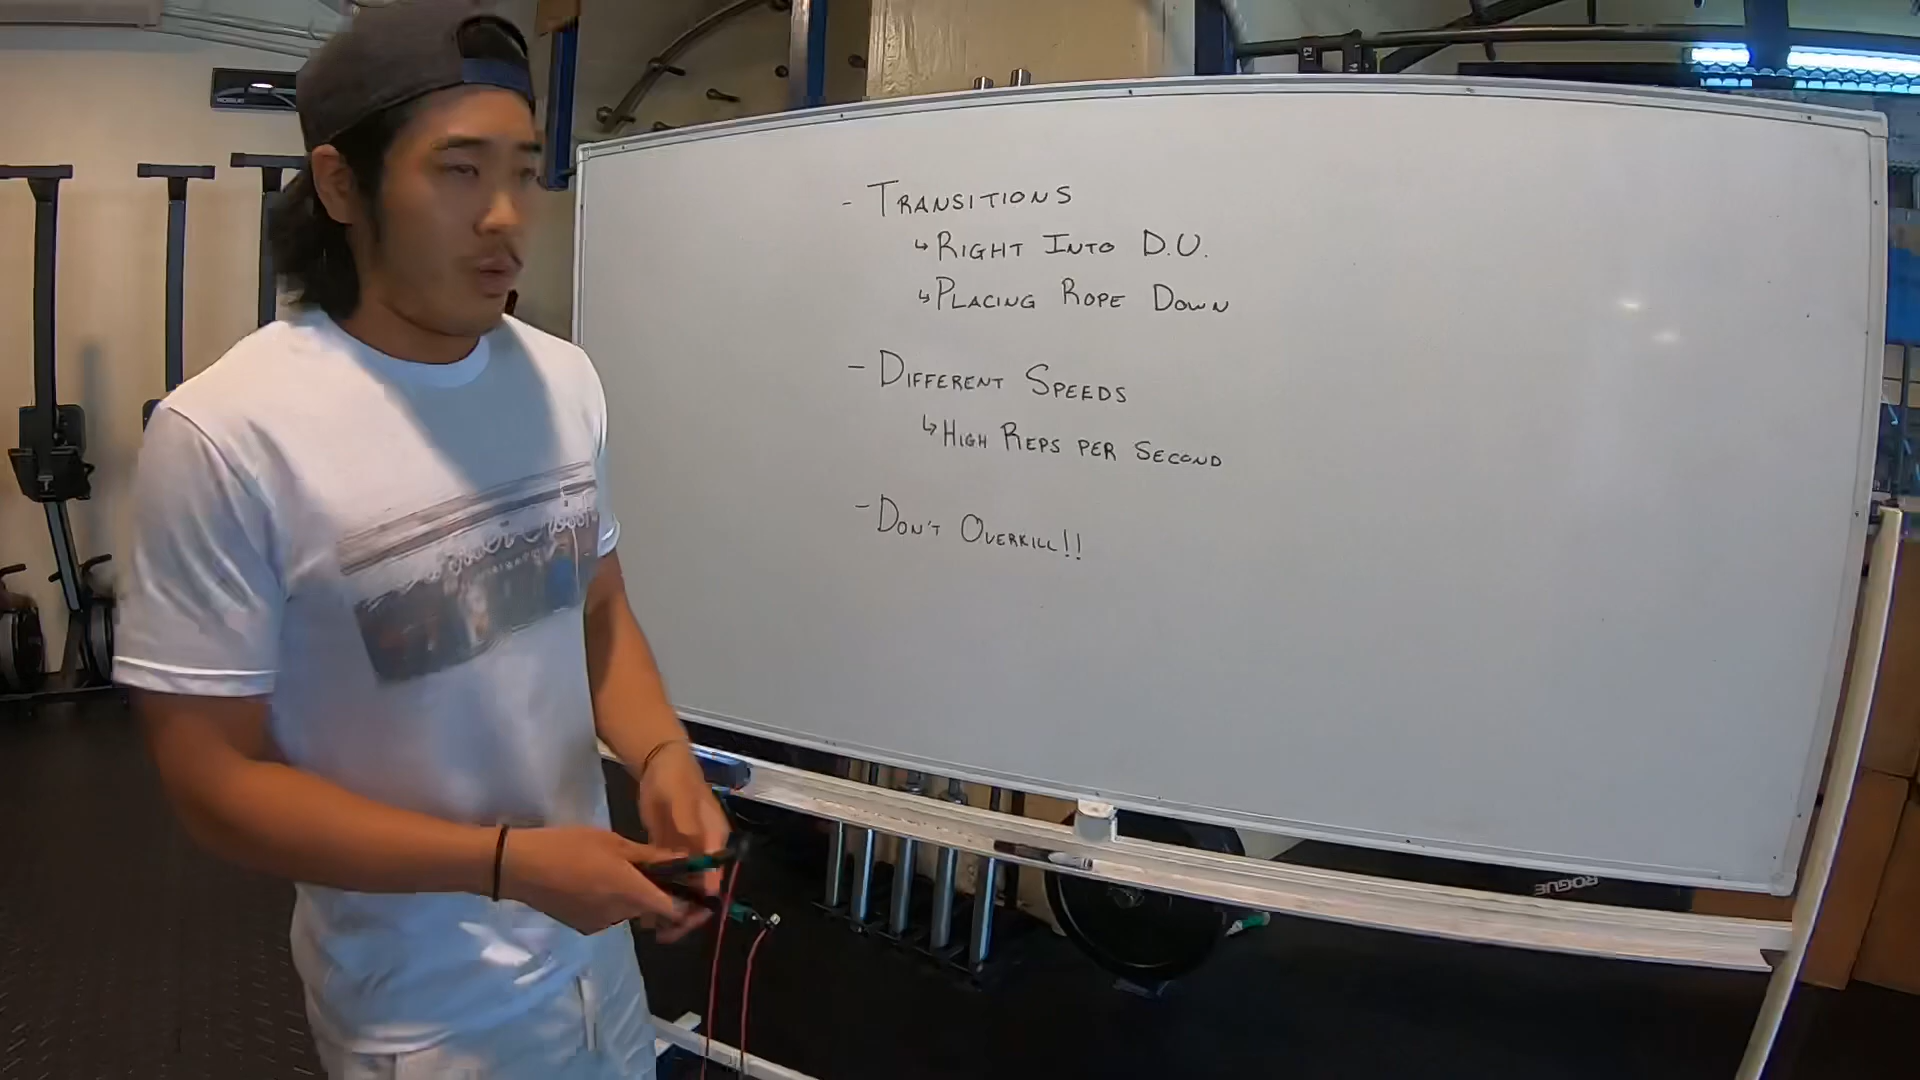 - TRANSITIONS
↳ RIGHT INTO D.U.
↳ PLACING ROPE DOWN
- DIFFERENT SPEEDS
↳ HIGH REPS PER SECOND
- DON'T OVERKILL!!
ROGUE